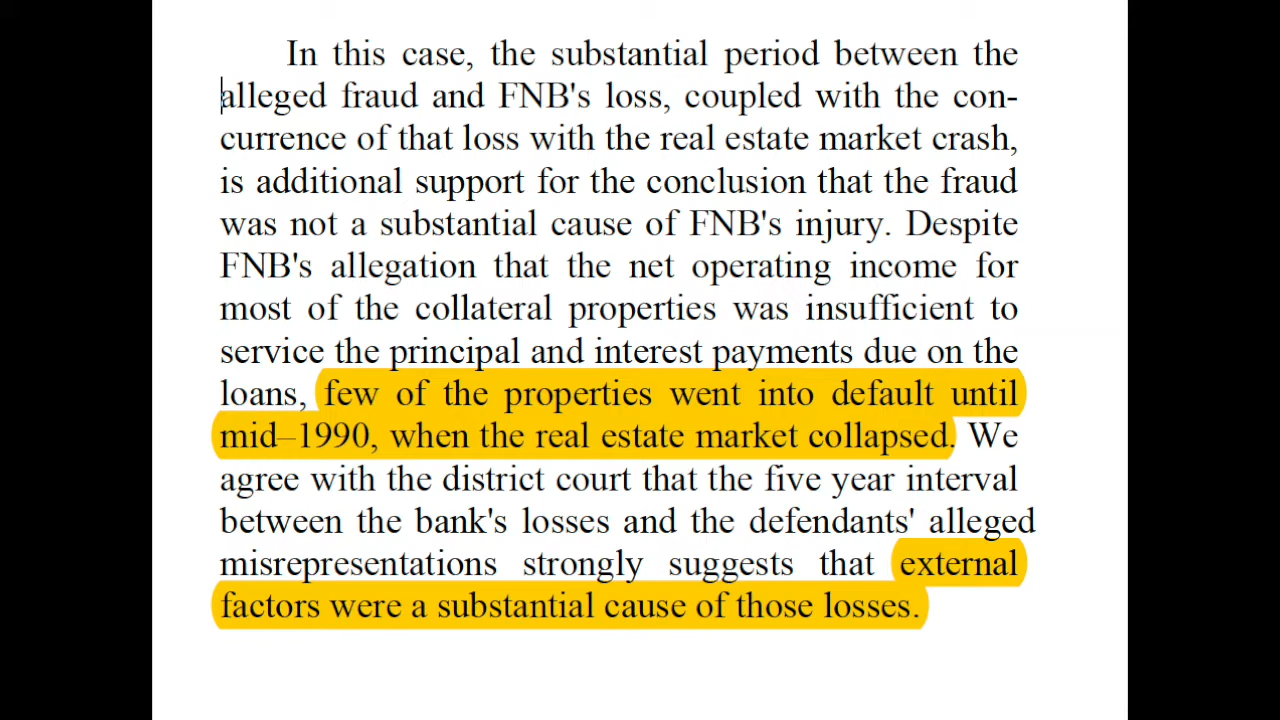 In this case, the substantial period between the
alleged fraud and FNB's loss, coupled with the con-
currence of that loss with the real estate market crash,
is additional support for the conclusion that the fraud
was not a substantial cause of FNB's injury. Despite
FNB's allegation that the net operating income for
most of the collateral properties was insufficient to
service the principal and interest payments due on the
loans, few of the properties went into default until
mid–1990, when the real estate market collapsed. We
agree with the district court that the five year interval
between the bank's losses and the defendants' alleged
misrepresentations strongly suggests that external
factors were a substantial cause of those losses.